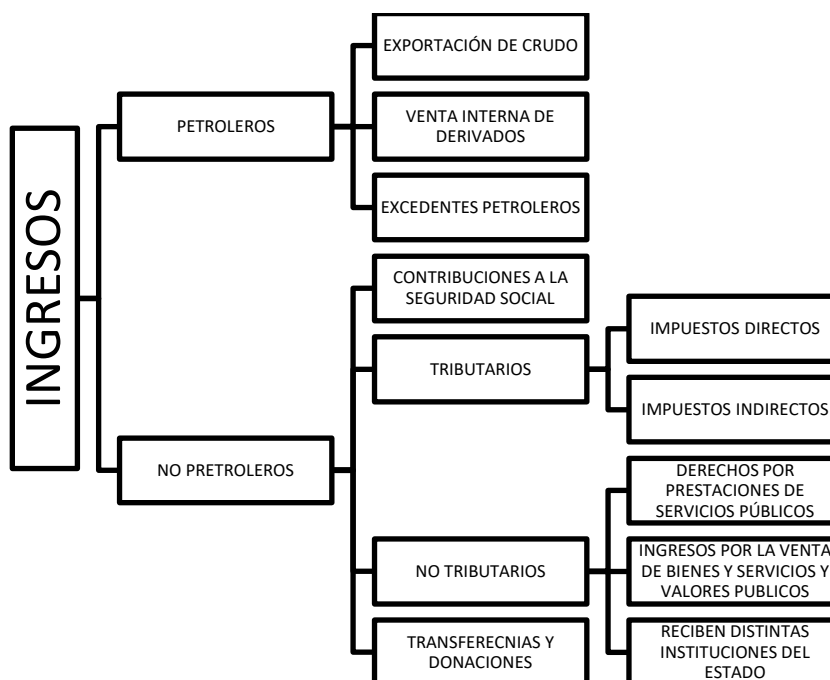 INGRESOS
PETROLEROS
EXPORTACIÓN DE CRUDO
VENTA INTERNA DE
DERIVADOS
EXCEDENTES PETROLEROS
NO PRETROLEROS
CONTRIBUCIONES A LA
SEGURIDAD SOCIAL
TRIBUTARIOS
IMPUESTOS DIRECTOS
IMPUESTOS INDIRECTOS
NO TRIBUTARIOS
DERECHOS POR
PRESTACIONES DE
SERVICIOS PÚBLICOS
INGRESOS POR LA VENTA
DE BIENES Y SERVICIOS Y
VALORES PUBLICOS
RECIBEN DISTINTAS
INSTITUCIONES DEL
ESTADO
TRANSFERECNIAS Y
DONACIONES